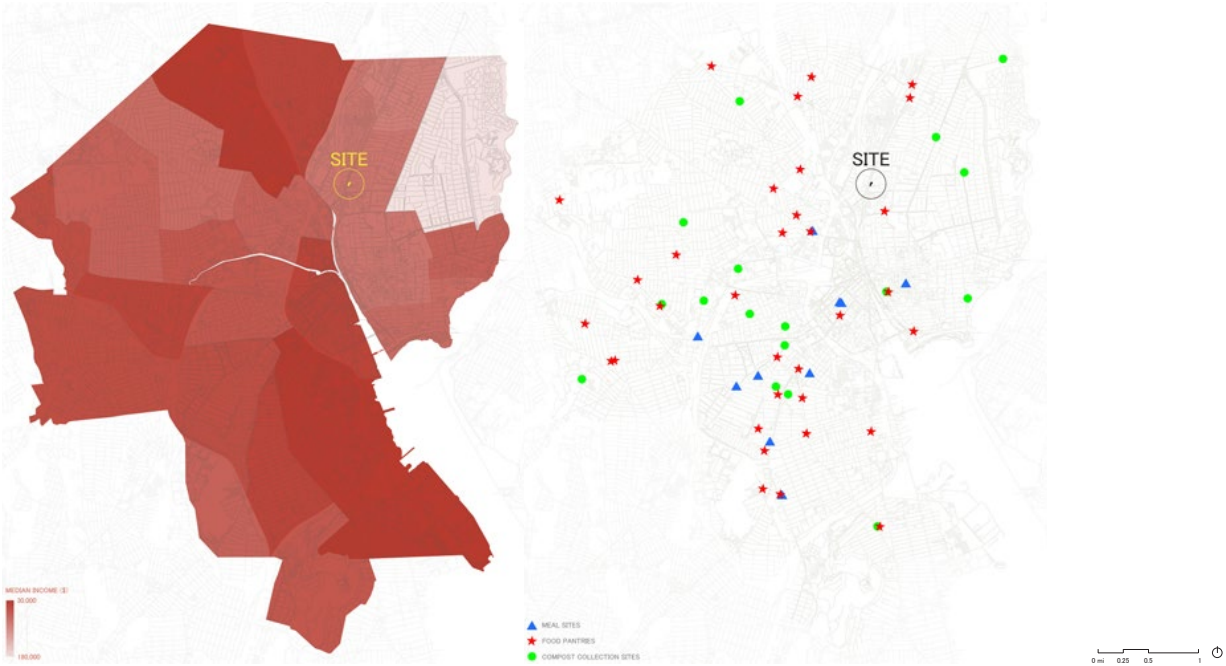 SITE
SITE
MEDIAN INCOME ($)
30,000
180,000
MEAL SITES
FOOD PANTRIES
COMPOST COLLECTION SITES
0 mi 0.25 0.5 1